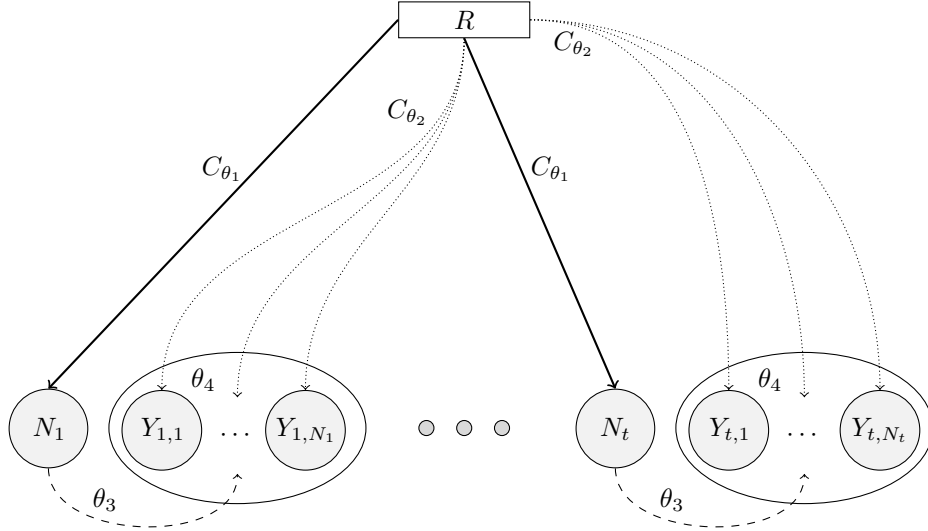 R
C_{θ_2}
C_{θ_2}
C_{θ_1} C_{θ_1}
θ_4 θ_4
N_1 Y_{1,1} ... Y_{1,N_1} N_t Y_{t,1} ... Y_{t,N_t}
θ_3 θ_3